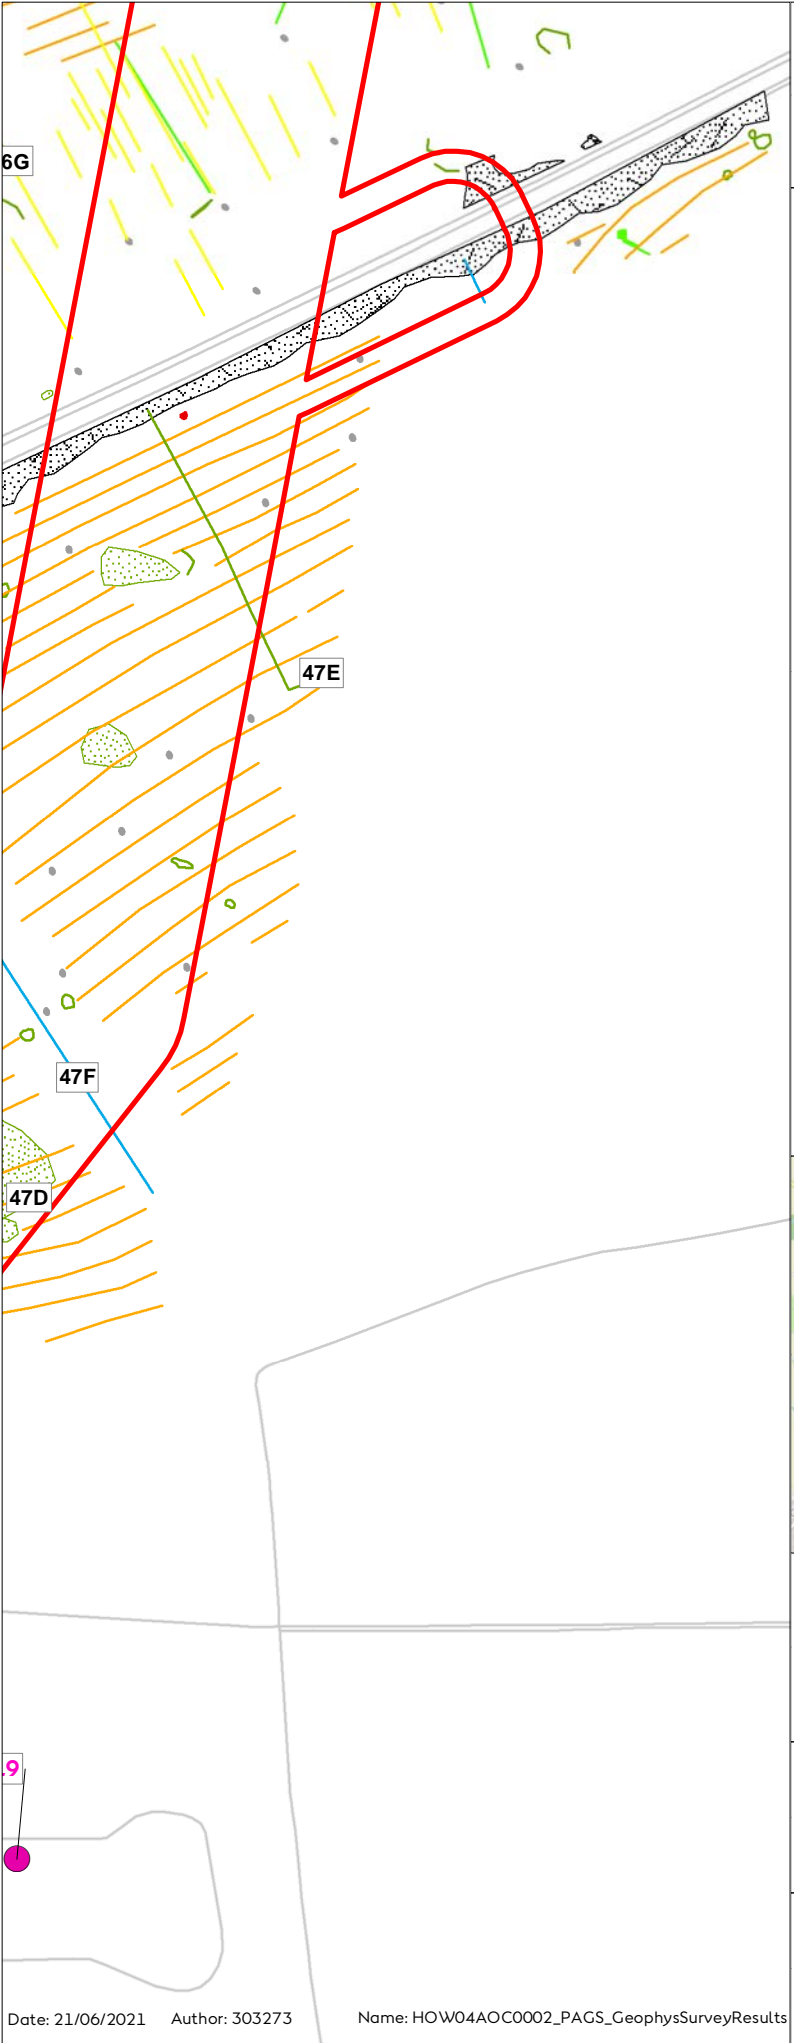 6G
47E
47F
47D
.9
Date: 21/06/2021 Author: 303273 Name: HOW04AOC0002_PAGS_GeophysSurveyResults